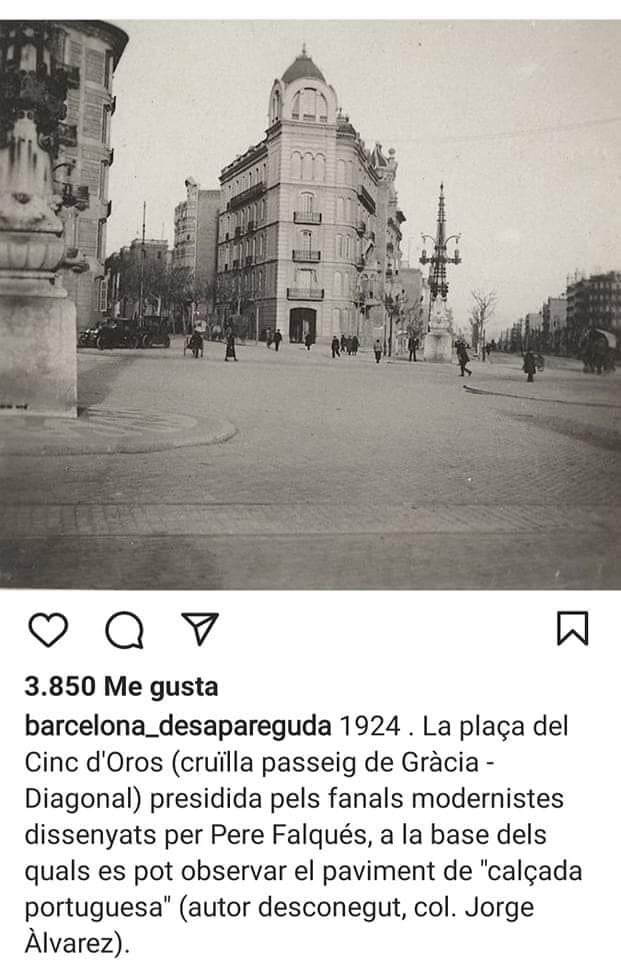 3.850 Me gusta
barcelona_desapareguda 1924 . La plaça del
Cinc d'Oros (cruïlla passeig de Gràcia -
Diagonal) presidida pels fanals modernistes
dissenyats per Pere Falqués, a la base dels
quals es pot observar el paviment de "calçada
portuguesa" (autor desconegut, col. Jorge
Àlvarez).